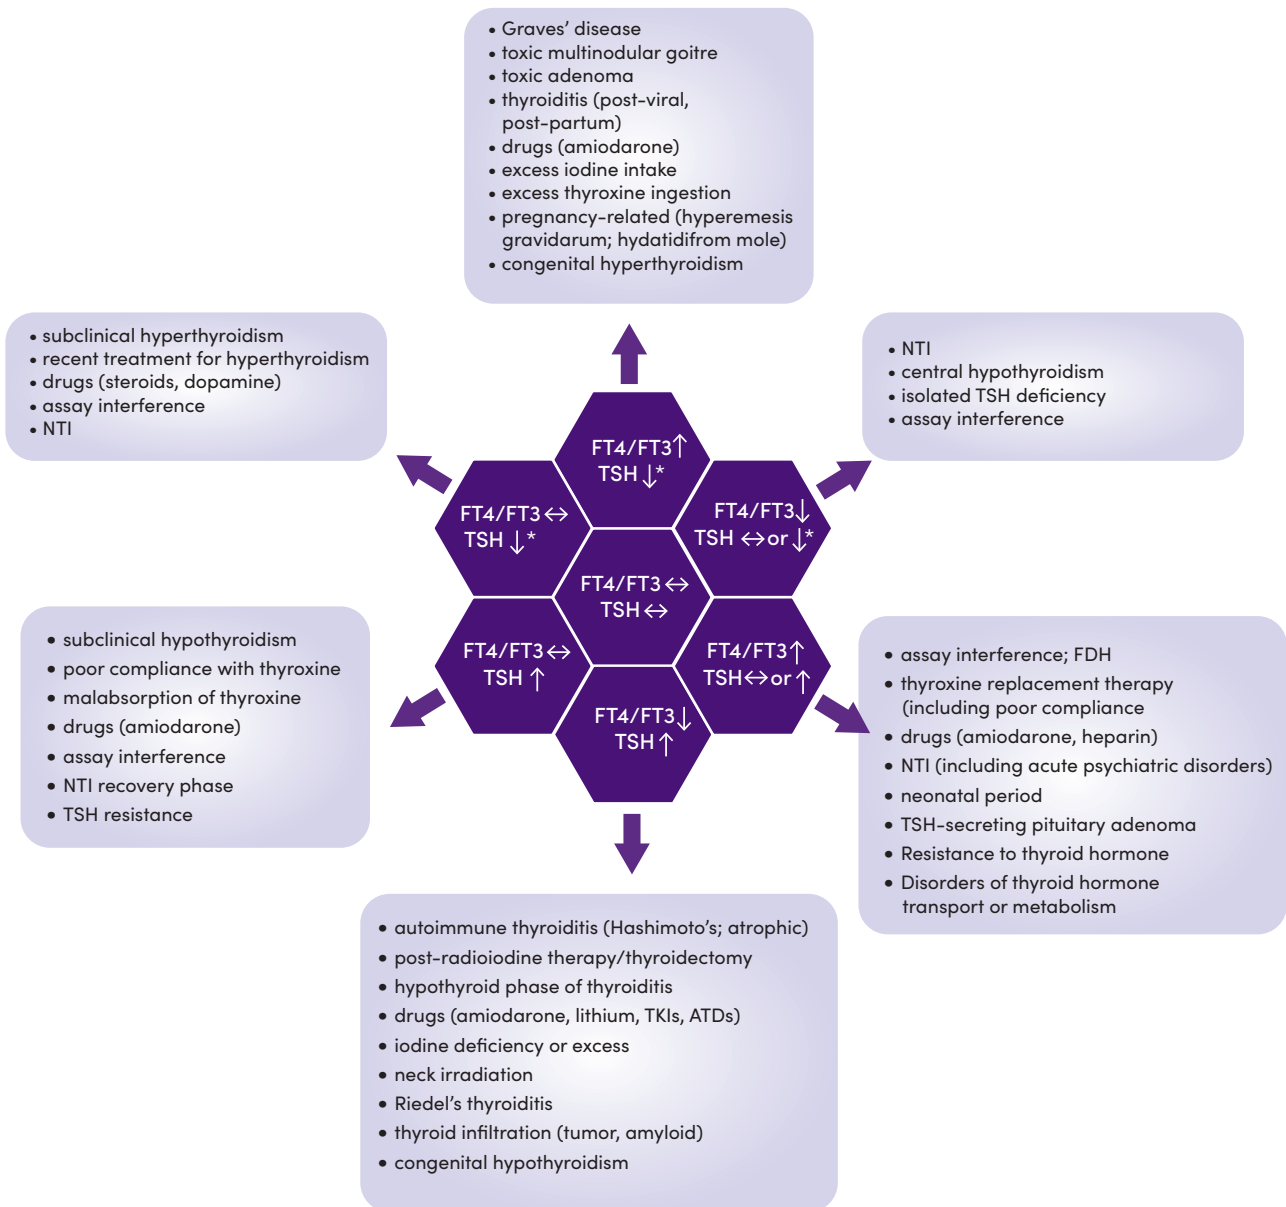 • Graves’ disease
• toxic multinodular goitre
• toxic adenoma
• thyroiditis (post-viral,
post-partum)
• drugs (amiodarone)
• excess iodine intake
• excess thyroxine ingestion
• pregnancy-related (hyperemesis
gravidarum; hydatidifrom mole)
• congenital hyperthyroidism
• subclinical hyperthyroidism
• recent treatment for hyperthyroidism
• drugs (steroids, dopamine)
• assay interference
• NTI
• NTI
• central hypothyroidism
• isolated TSH deficiency
• assay interference
FT4/FT3↑
TSH ↓*
FT4/FT3↔
TSH ↓*
FT4/FT3↓
TSH ↔or ↓*
FT4/FT3↔
TSH↔
FT4/FT3↔
TSH ↑
FT4/FT3↑
TSH↔or ↑
FT4/FT3↓
TSH ↑
• subclinical hypothyroidism
• poor compliance with thyroxine
• malabsorption of thyroxine
• drugs (amiodarone)
• assay interference
• NTI recovery phase
• TSH resistance
• assay interference; FDH
• thyroxine replacement therapy
(including poor compliance
• drugs (amiodarone, heparin)
• NTI (including acute psychiatric disorders)
• neonatal period
• TSH-secreting pituitary adenoma
• Resistance to thyroid hormone
• Disorders of thyroid hormone
transport or metabolism
• autoimmune thyroiditis (Hashimoto’s; atrophic)
• post-radioiodine therapy/thyroidectomy
• hypothyroid phase of thyroiditis
• drugs (amiodarone, lithium, TKIs, ATDs)
• iodine deficiency or excess
• neck irradiation
• Riedel’s thyroiditis
• thyroid infiltration (tumor, amyloid)
• congenital hypothyroidism